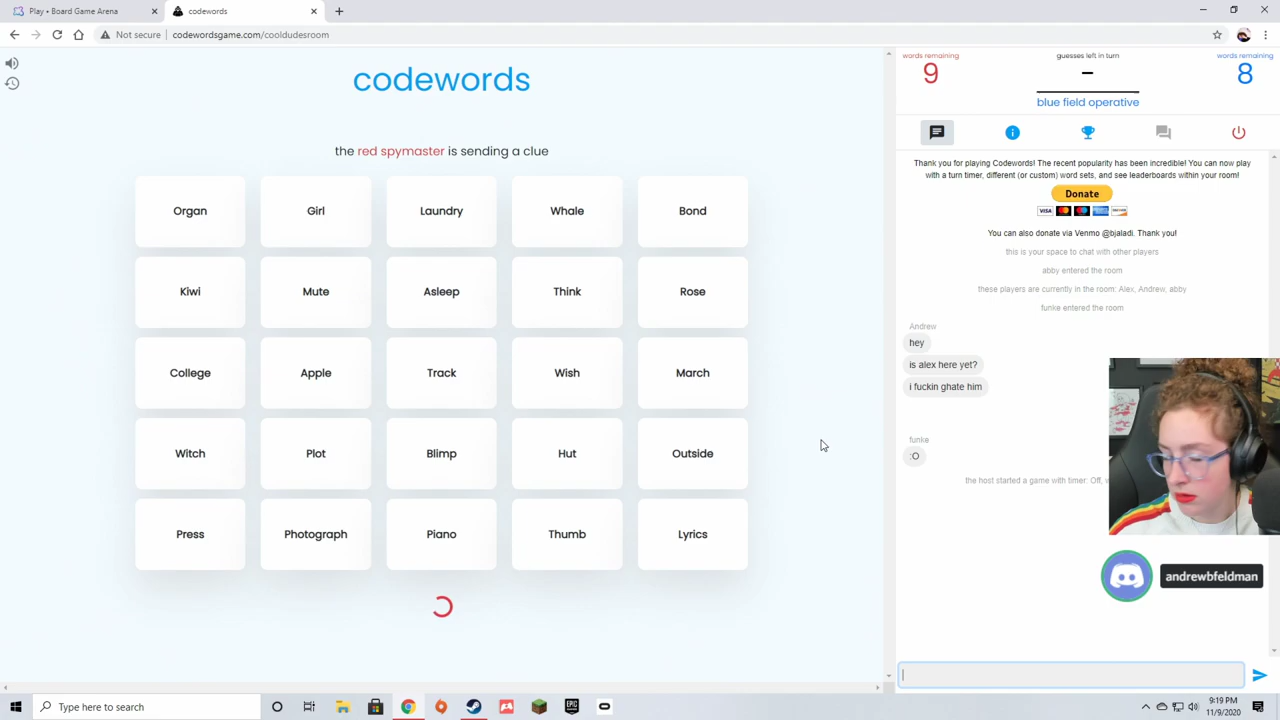 Play • Board Game Arena
codewords
Not secure
codewordsgame.com/cooldudesroom
codewords
the red spymaster is sending a clue
Organ
Girl
Laundry
Whale
Bond
Kiwi
Mute
Asleep
Think
Rose
College
Apple
Track
Wish
March
Witch
Plot
Blimp
Hut
Outside
Press
Photograph
Piano
Thumb
Lyrics
words remaining
9
guesses left in turn
–
blue field operative
words remaining
8
Thank you for playing Codewords! The recent popularity has been incredible! You can now play
with a turn timer, different (or custom) word sets, and see leaderboards within your room!
Donate
VISA
DISCOVER
You can also donate via Venmo @bjaladi. Thank you!
this is your space to chat with other players
abby entered the room
these players are currently in the room: Alex, Andrew, abby
funke entered the room
Andrew
hey
is alex here yet?
i fuckin ghate him
funke
:O
the host started a game with timer: Off,
andrewbfeldman
Type here to search
EPIC
9:19 PM
11/9/2020